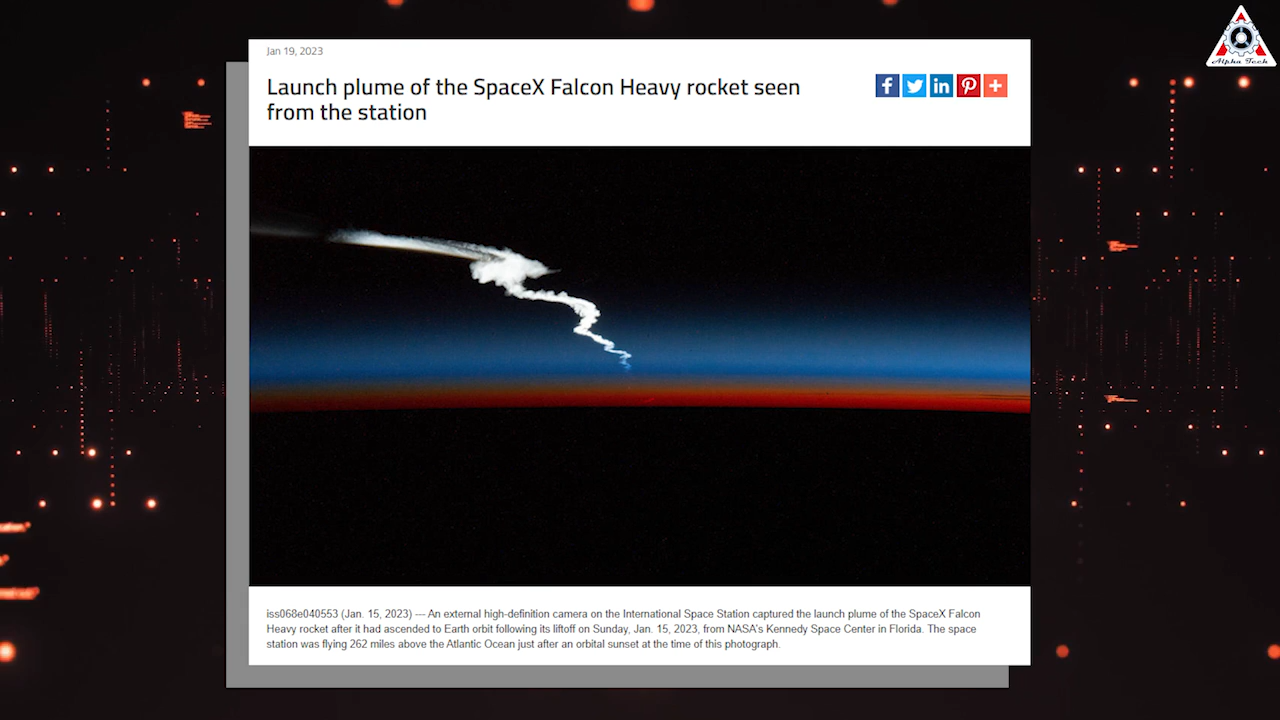 Jan 19, 2023
Launch plume of the SpaceX Falcon Heavy rocket seen
from the station
Alpha Tech
iss068e040553 (Jan. 15, 2023) --- An external high-definition camera on the International Space Station captured the launch plume of the SpaceX Falcon
Heavy rocket after it had ascended to Earth orbit following its liftoff on Sunday, Jan. 15, 2023, from NASA's Kennedy Space Center in Florida. The space
station was flying 262 miles above the Atlantic Ocean just after an orbital sunset at the time of this photograph.